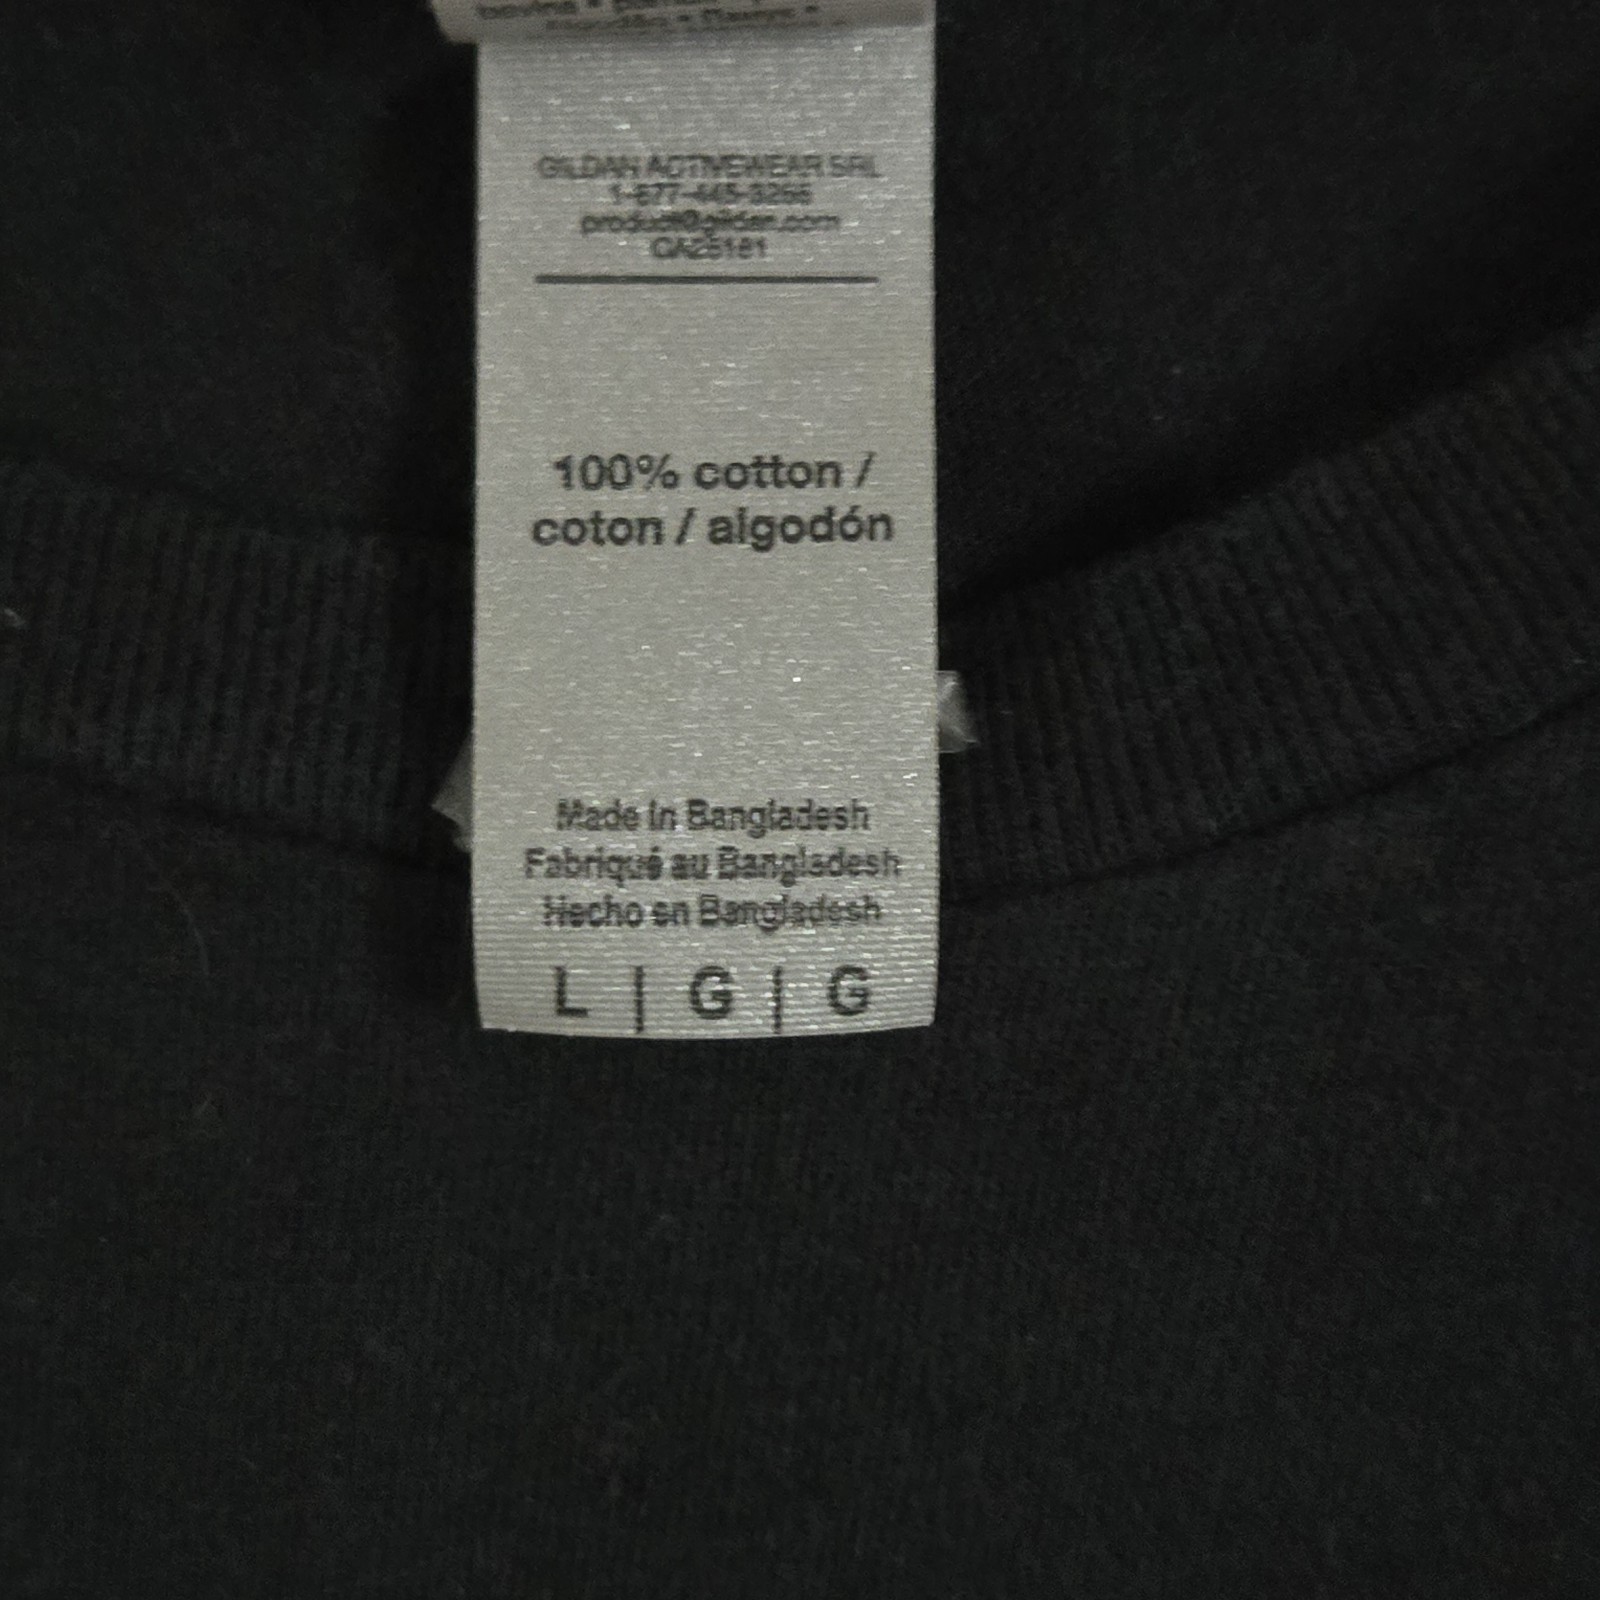 GILDAN ACTIVEWEAR SRL
1-877-445-3266
product@gildan.com
CA25181
100% cotton /
coton / algodón
Made in Bangladesh
Fabriqué au Bangladesh
Hecho en Bangladesh
L | G | G